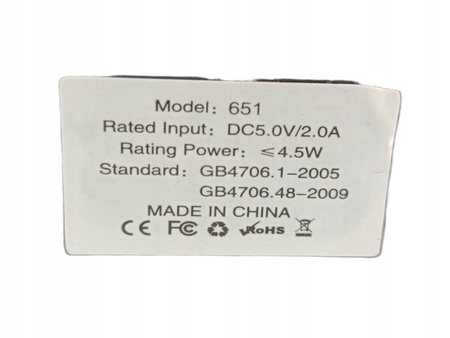 Model: 651
Rated Input: DC5.0V/2.0A
Rating Power: ≤4.5W
Standard: GB4706.1-2005
GB4706.48-2009
MADE IN CHINA
CE FC RoHS